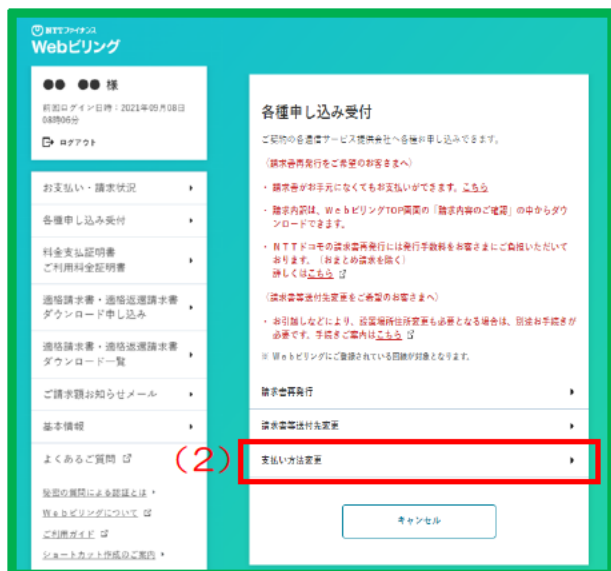 NTTファイナンス
Webビリング
●● ●● 様
前回ログイン日時：2021年09月08日
08時06分
ログアウト
お支払い・請求状況
各種申し込み受付
料金支払証明書
ご利用料金証明書
適格請求書・適格返還請求書
ダウンロード申し込み
適格請求書・適格返還請求書
ダウンロード一覧
ご請求額お知らせメール
基本情報
よくあるご質問
秘密の質問による認証とは
Webビリングについて
ご利用ガイド
ショートカット作成のご案内
各種申し込み受付
ご契約の各通信サービス提供会社へ各種お申し込みできます。
〈請求書再発行をご希望のお客さまへ〉
・ 請求書がお手元になくてもお支払いができます。こちら
・ 請求内訳は、WebビリングTOP画面の「請求内容のご確認」の中からダウ
ンロードできます。
・ NTTドコモの請求書再発行には発行手数料をお客さまにご負担いただいて
おります。（おまとめ請求を除く）
詳しくはこちら
〈請求書等送付先変更をご希望のお客さまへ〉
・ お引越しなどにより、設置場所住所変更も必要となる場合は、別途お手続きが
必要です。手続きご案内はこちら
※ Webビリングにご登録されている回線が対象となります。
請求書再発行
請求書等送付先変更
(2)
支払い方法変更
キャンセル